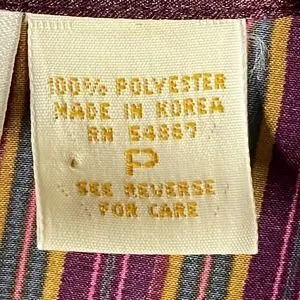 100% POLYESTER
MADE IN KOREA
RN 54867
P
SEE REVERSE
FOR CARE